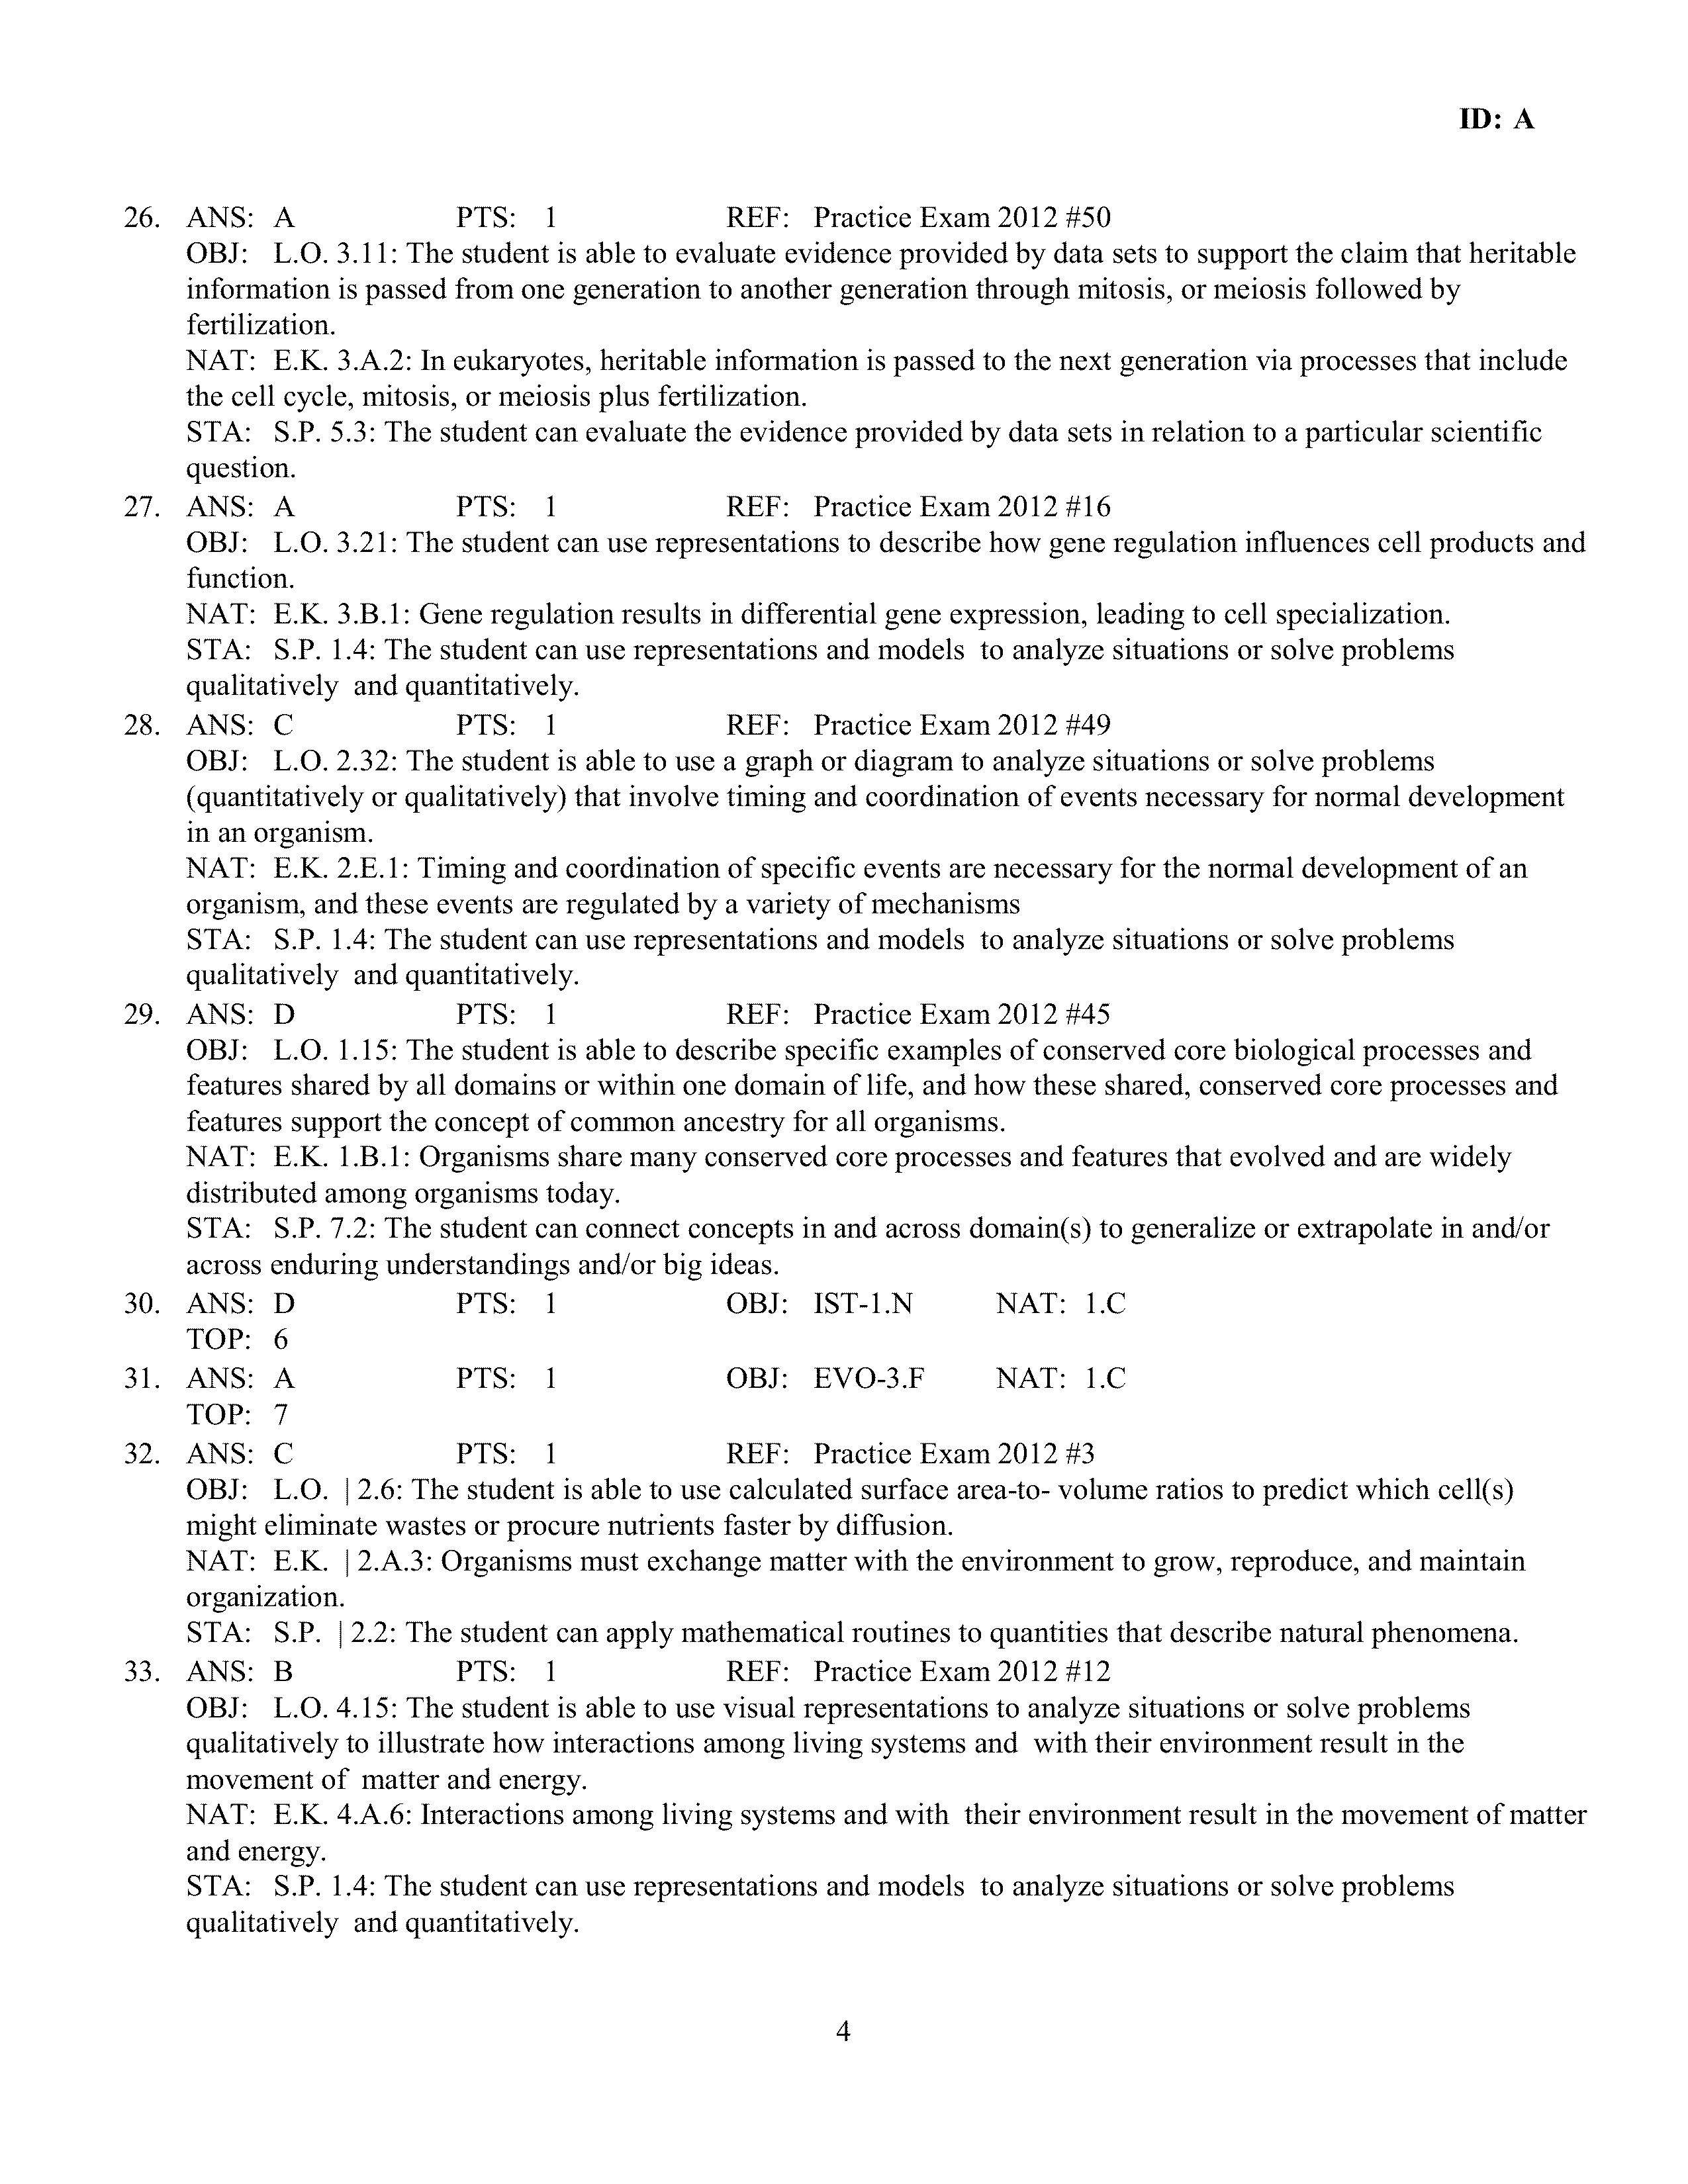 ID: A
26. ANS: A PTS: 1 REF: Practice Exam 2012 #50
OBJ: L.O. 3.11: The student is able to evaluate evidence provided by data sets to support the claim that heritable
information is passed from one generation to another generation through mitosis, or meiosis followed by
fertilization.
NAT: E.K. 3.A.2: In eukaryotes, heritable information is passed to the next generation via processes that include
the cell cycle, mitosis, or meiosis plus fertilization.
STA: S.P. 5.3: The student can evaluate the evidence provided by data sets in relation to a particular scientific
question.
27. ANS: A PTS: 1 REF: Practice Exam 2012 #16
OBJ: L.O. 3.21: The student can use representations to describe how gene regulation influences cell products and
function.
NAT: E.K. 3.B.1: Gene regulation results in differential gene expression, leading to cell specialization.
STA: S.P. 1.4: The student can use representations and models to analyze situations or solve problems
qualitatively and quantitatively.
28. ANS: C PTS: 1 REF: Practice Exam 2012 #49
OBJ: L.O. 2.32: The student is able to use a graph or diagram to analyze situations or solve problems
(quantitatively or qualitatively) that involve timing and coordination of events necessary for normal development
in an organism.
NAT: E.K. 2.E.1: Timing and coordination of specific events are necessary for the normal development of an
organism, and these events are regulated by a variety of mechanisms
STA: S.P. 1.4: The student can use representations and models to analyze situations or solve problems
qualitatively and quantitatively.
29. ANS: D PTS: 1 REF: Practice Exam 2012 #45
OBJ: L.O. 1.15: The student is able to describe specific examples of conserved core biological processes and
features shared by all domains or within one domain of life, and how these shared, conserved core processes and
features support the concept of common ancestry for all organisms.
NAT: E.K. 1.B.1: Organisms share many conserved core processes and features that evolved and are widely
distributed among organisms today.
STA: S.P. 7.2: The student can connect concepts in and across domain(s) to generalize or extrapolate in and/or
across enduring understandings and/or big ideas.
30. ANS: D PTS: 1 OBJ: IST-1.N NAT: 1.C
TOP: 6
31. ANS: A PTS: 1 OBJ: EVO-3.F NAT: 1.C
TOP: 7
32. ANS: C PTS: 1 REF: Practice Exam 2012 #3
OBJ: L.O. | 2.6: The student is able to use calculated surface area-to- volume ratios to predict which cell(s)
might eliminate wastes or procure nutrients faster by diffusion.
NAT: E.K. | 2.A.3: Organisms must exchange matter with the environment to grow, reproduce, and maintain
organization.
STA: S.P. | 2.2: The student can apply mathematical routines to quantities that describe natural phenomena.
33. ANS: B PTS: 1 REF: Practice Exam 2012 #12
OBJ: L.O. 4.15: The student is able to use visual representations to analyze situations or solve problems
qualitatively to illustrate how interactions among living systems and with their environment result in the
movement of matter and energy.
NAT: E.K. 4.A.6: Interactions among living systems and with their environment result in the movement of matter
and energy.
STA: S.P. 1.4: The student can use representations and models to analyze situations or solve problems
qualitatively and quantitatively.
4